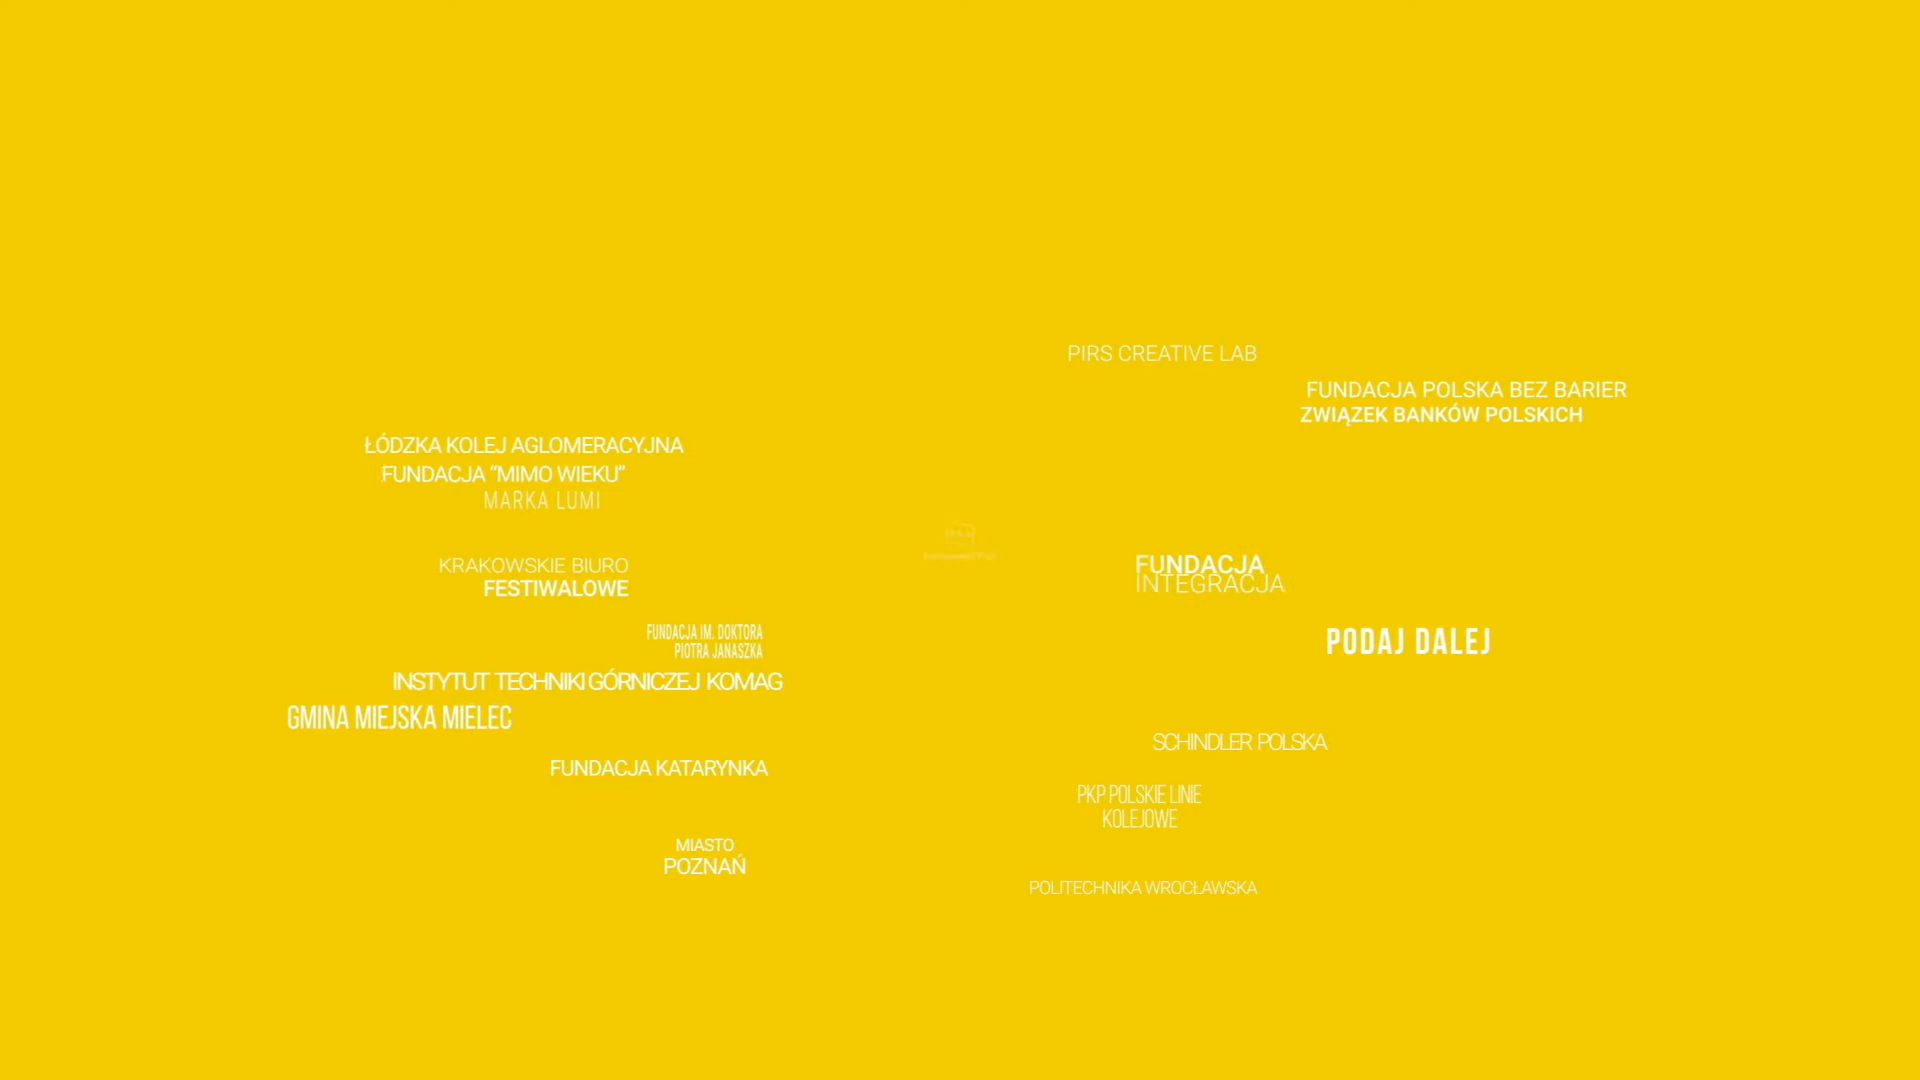 ŁÓDZKA KOLEJ AGLOMERACYJNA
FUNDACJA “MIMO WIEKU”
MARKA LUMI
KRAKOWSKIE BIURO
FESTIWALOWE
FUNDACJA IM. DOKTORA
PIOTRA JANASZKA
INSTYTUT TECHNIKI GÓRNICZEJ KOMAG
GMINA MIEJSKA MIELEC
FUNDACJA KATARYNKA
MIASTO
POZNAŃ
PIRS CREATIVE LAB
FUNDACJA POLSKA BEZ BARIER
ZWIĄZEK BANKÓW POLSKICH
FUNDACJA
INTEGRACJA
PODAJ DALEJ
SCHINDLER POLSKA
PKP POLSKIE LINIE
KOLEJOWE
POLITECHNIKA WROCŁAWSKA